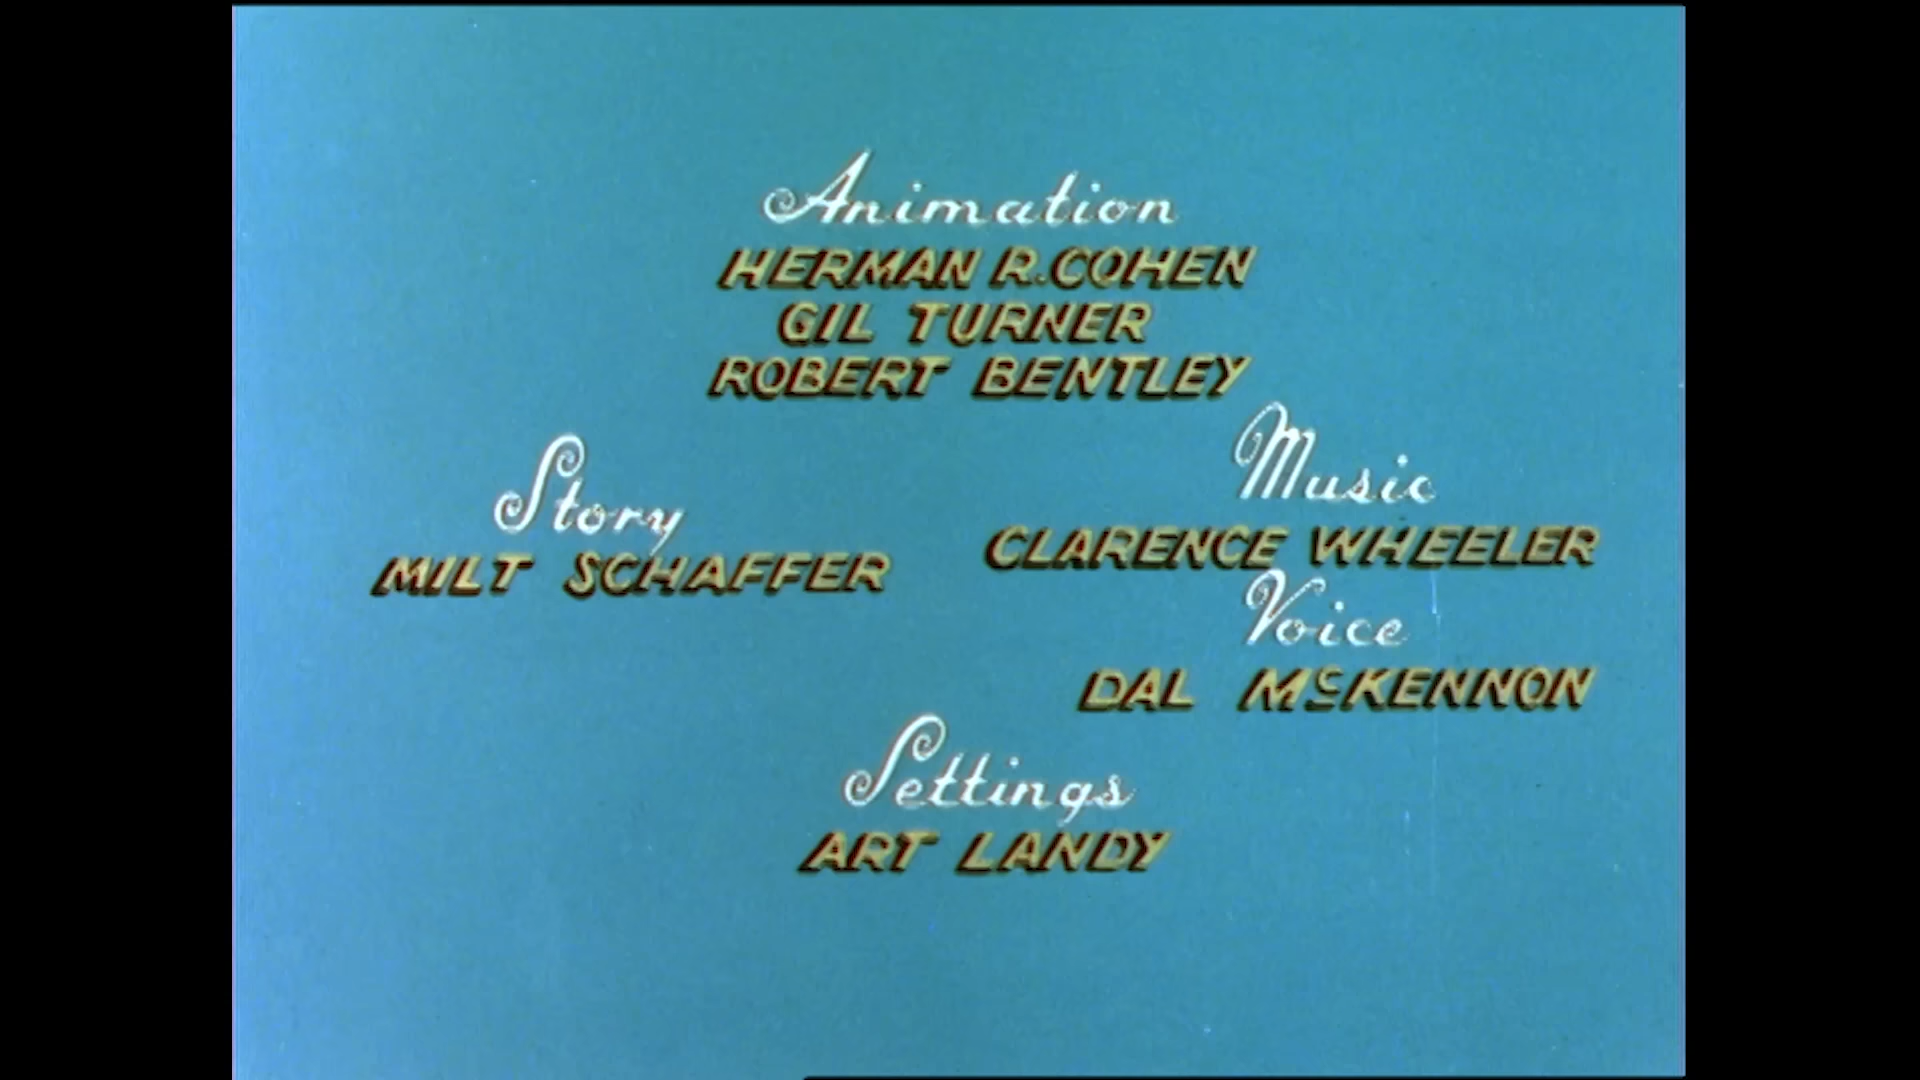 Animation
HERMAN R. COHEN
GIL TURNER
ROBERT BENTLEY
Story
MILT SCHAFFER
Music
CLARENCE WHEELER
Voice
DAL McKENNON
Settings
ART LANDY